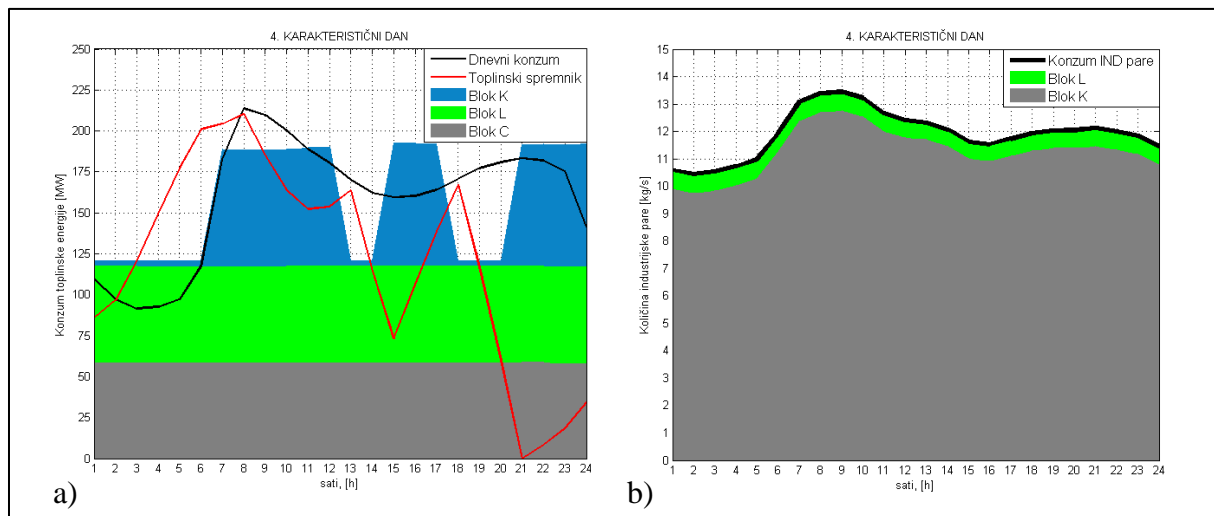 4. KARAKTERISTIČNI DAN
Konzum toplinske energije [MW]
250
225
200
175
150
125
100
75
50
25
0
Dnevni konzum
Toplinski spremnik
Blok K
Blok L
Blok C
1 2 3 4 5 6 7 8 9 10 11 12 13 14 15 16 17 18 19 20 21 22 23 24
sati, [h]
a)
4. KARAKTERISTIČNI DAN
Količina industrijske pare [kg/s]
15
14
13
12
11
10
9
8
7
6
5
4
3
2
1
0
Konzum IND pare
Blok L
Blok K
1 2 3 4 5 6 7 8 9 10 11 12 13 14 15 16 17 18 19 20 21 22 23 24
sati, [h]
b)